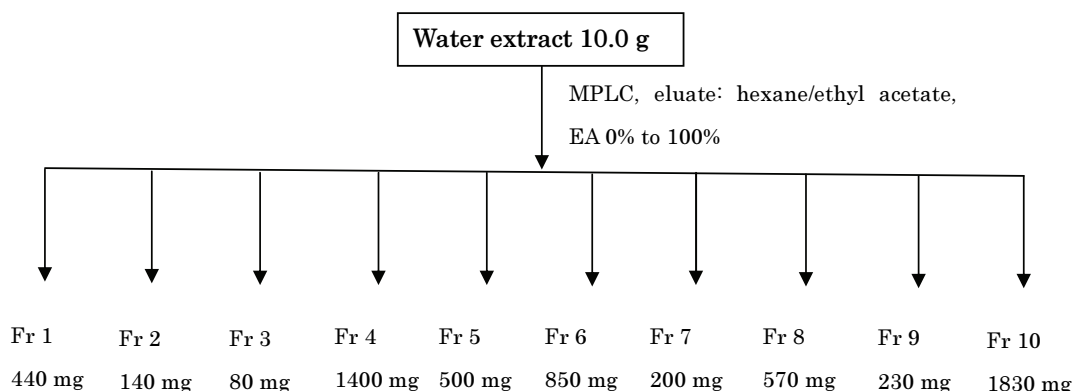 Water extract 10.0 g
MPLC, eluate: hexane/ethyl acetate,
EA 0% to 100%
Fr 1 Fr 2 Fr 3 Fr 4 Fr 5 Fr 6 Fr 7 Fr 8 Fr 9 Fr 10
440 mg 140 mg 80 mg 1400 mg 500 mg 850 mg 200 mg 570 mg 230 mg 1830 mg